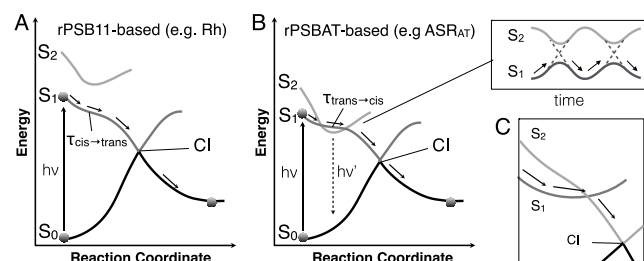 A rPSB11-based (e.g. Rh)
S2
S1
τcis→trans
hν
CI
S0
Energy
Reaction Coordinate
B rPSBAT-based (e.g ASRAT)
S2
S1
τtrans→cis
hν
hν'
CI
S0
Energy
Reaction Coordinate
S2
S1
time
C
S2
S1
CI